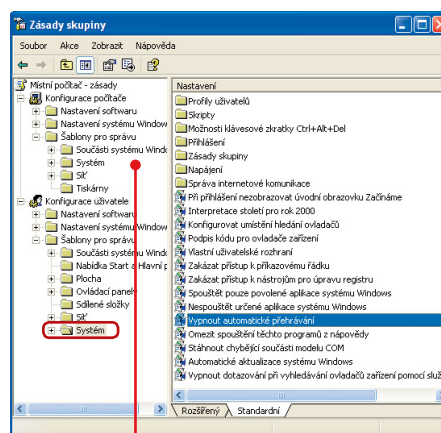 Zásady skupiny
Soubor Akce Zobrazit Nápověda
Místní počítač - zásady
Konfigurace počítače
Nastavení softwaru
Nastavení systému Window
Šablony pro správu
Součásti systému Wind
Systém
Síť
Tiskárny
Konfigurace uživatele
Nastavení softwaru
Nastavení systému Window
Šablony pro správu
Součásti systému Wind
Nabídka Start a Hlavní p
Plocha
Ovládací panely
Sdílené složky
Síť
Systém
Nastavení
Profily uživatelů
Skripty
Možnosti klávesové zkratky Ctrl+Alt+Del
Přihlášení
Zásady skupiny
Napájení
Správa internetové komunikace
Při přihlášení nezobrazovat úvodní obrazovku Začínáme
Interpretace století pro rok 2000
Konfigurovat umístění hledání ovladačů
Podpis kódu pro ovladače zařízení
Vlastní uživatelské rozhraní
Zakázat přístup k příkazovému řádku
Zakázat přístup k nástrojům pro úpravu registru
Spouštět pouze povolené aplikace systému Windows
Nespouštět určené aplikace systému Windows
Vypnout automatické přehrávání
Omezit spouštění těchto programů z nápovědy
Stáhnout chybějící součásti modelu COM
Automatické aktualizace systému Windows
Vypnout dotazování při vyhledávání ovladačů zařízení pomocí služ
Rozšířený Standardní